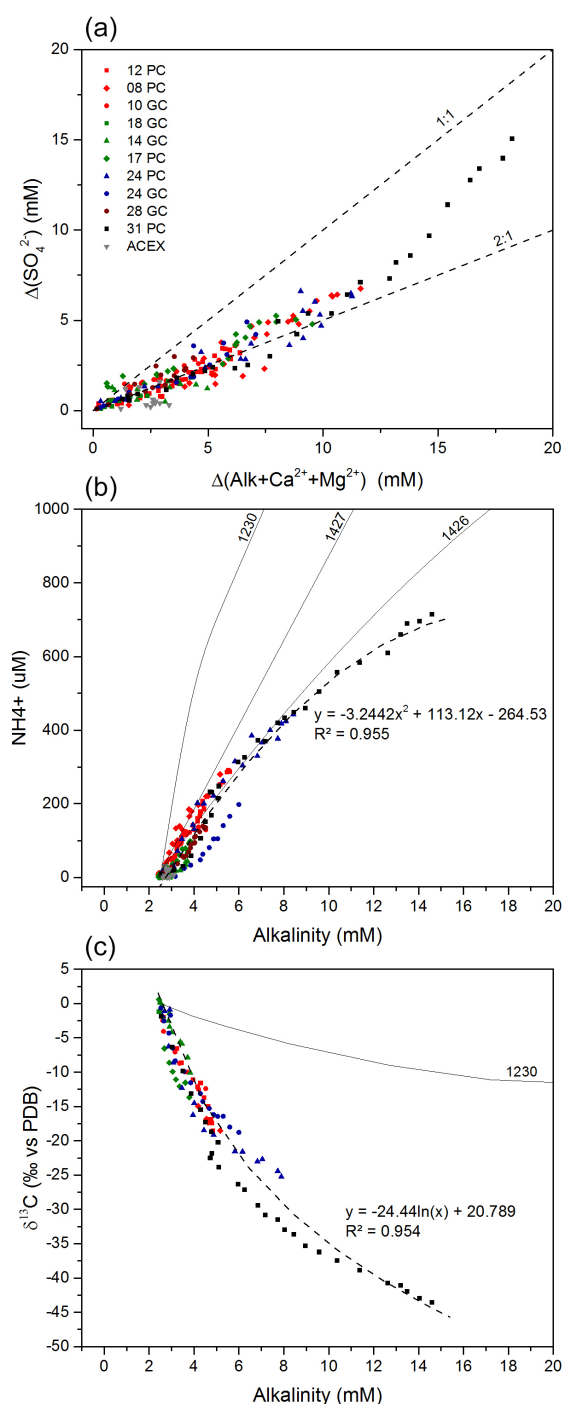 (a)
20
15
10
5
0
Δ(SO₄²⁻) (mM)
12 PC
08 PC
10 GC
18 GC
14 GC
17 PC
24 PC
24 GC
28 GC
31 PC
ACEX
1:1
2:1
0 5 10 15 20
Δ(Alk+Ca²⁺+Mg²⁺) (mM)
(b)
1000
800
600
400
200
0
NH4+ (uM)
1230
1427
1426
y = -3.2442x² + 113.12x - 264.53
R² = 0.955
0 2 4 6 8 10 12 14 16 18 20
Alkalinity (mM)
(c)
5
0
-5
-10
-15
-20
-25
-30
-35
-40
-45
-50
δ¹³C (‰ vs PDB)
1230
y = -24.44ln(x) + 20.789
R² = 0.954
0 2 4 6 8 10 12 14 16 18 20
Alkalinity (mM)